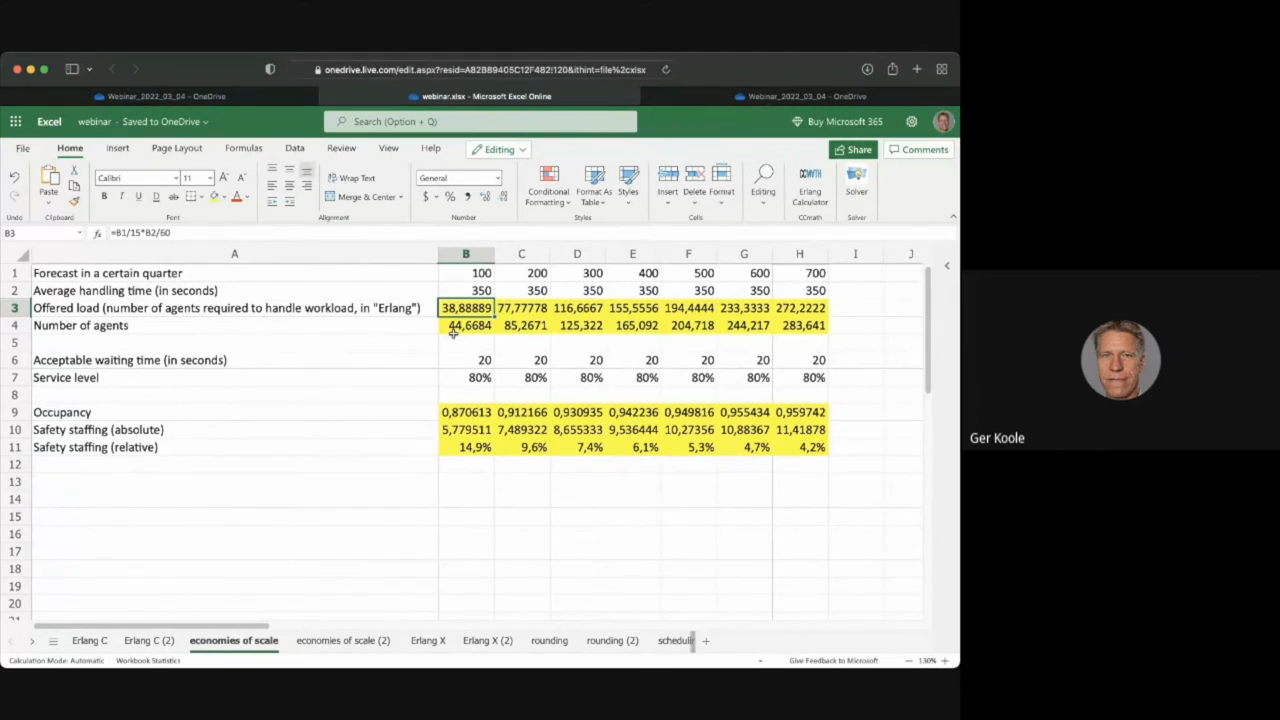 onedrive.live.com/edit.aspx?resid=A82B89405C12F482!120&ithint=file%2cxlsx
Webinar_2022_03_04 - OneDrive
webinar.xlsx - Microsoft Excel Online
Webinar_2022_03_04 - OneDrive
Excel webinar - Saved to OneDrive Search (Option + Q) Buy Microsoft 365
File Home Insert Page Layout Formulas Data Review View Help Editing Share Comments
Paste Calibri 11 A A Wrap Text General Conditional Formatting Format As Table Styles Insert Delete Format Editing Erlang Calculator Solver
B I U D ab A Merge & Center $ % 
Undo Clipboard Font Alignment Number Styles Cells CCmath Solver
B3 fx =B1/15*B2/60
A B C D E F G H I J
1 Forecast in a certain quarter 100 200 300 400 500 600 700
2 Average handling time (in seconds) 350 350 350 350 350 350 350
3 Offered load (number of agents required to handle workload, in "Erlang") 38,88889 77,77778 116,6667 155,5556 194,4444 233,3333 272,2222
4 Number of agents 44,6684 85,2671 125,322 165,092 204,718 244,217 283,641
5
6 Acceptable waiting time (in seconds) 20 20 20 20 20 20 20
7 Service level 80% 80% 80% 80% 80% 80% 80%
8
9 Occupancy 0,870613 0,912166 0,930935 0,942236 0,949816 0,955434 0,959742
10 Safety staffing (absolute) 5,779511 7,489322 8,655333 9,536444 10,27356 10,88367 11,41878
11 Safety staffing (relative) 14,9% 9,6% 7,4% 6,1% 5,3% 4,7% 4,2%
12
13
14
15
16
17
18
19
20
Erlang C Erlang C (2) economies of scale economies of scale (2) Erlang X Erlang X (2) rounding rounding (2) schedulin
Calculation Mode: Automatic Workbook Statistics Give Feedback to Microsoft 130%
Ger Koole